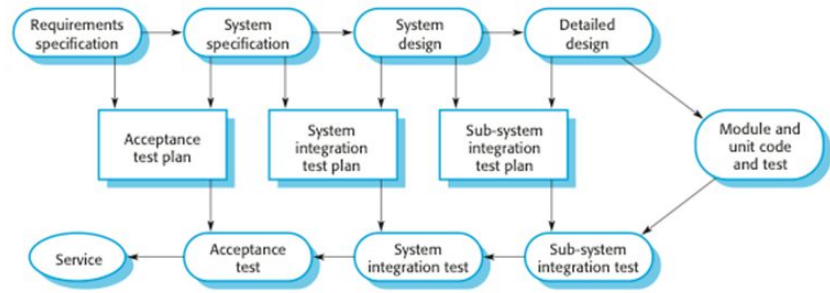 Requirements
specification
System
specification
System
design
Detailed
design
Acceptance
test plan
System
integration
test plan
Sub-system
integration
test plan
Module and
unit code
and test
Service
Acceptance
test
System
integration test
Sub-system
integration test